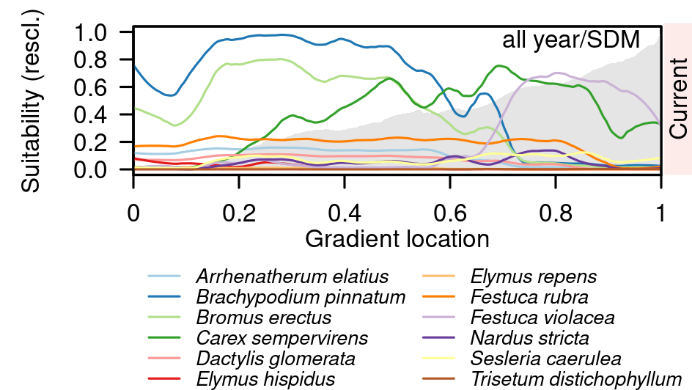 all year/SDM
Suitability (rescl.)
1.0
0.8
0.6
0.4
0.2
0.0
Current
0 0.2 0.4 0.6 0.8 1
Gradient location
Arrhenatherum elatius
Brachypodium pinnatum
Bromus erectus
Carex sempervirens
Dactylis glomerata
Elymus hispidus
Elymus repens
Festuca rubra
Festuca violacea
Nardus stricta
Sesleria caerulea
Trisetum distichophyllum